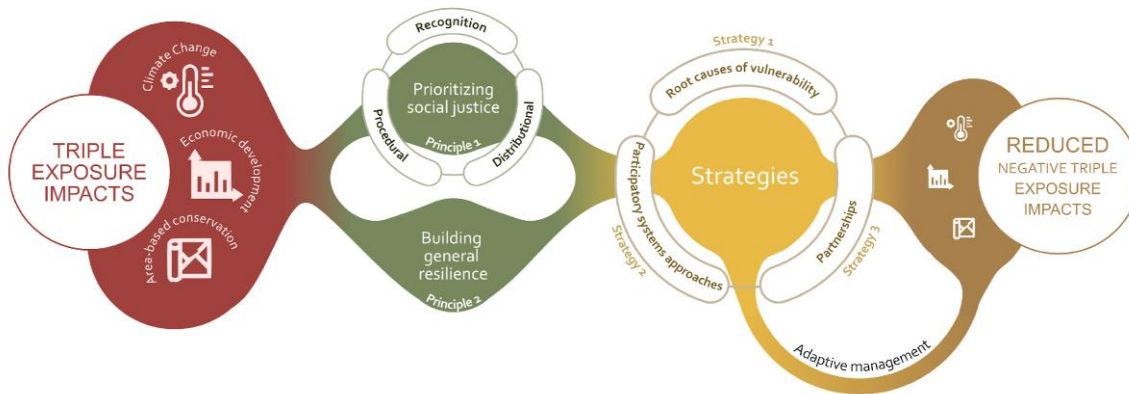 TRIPLE
EXPOSURE
IMPACTS
Climate Change
Economic development
Area-based conservation
Recognition
Procedural
Distributional
Prioritizing
social justice
Principle 1
Building
general
resilience
Principle 2
Strategy 1
Root causes of vulnerability
Participatory systems approaches
Strategy 2
Strategies
Partnerships
Strategy 3
Adaptive management
REDUCED
NEGATIVE TRIPLE
EXPOSURE
IMPACTS